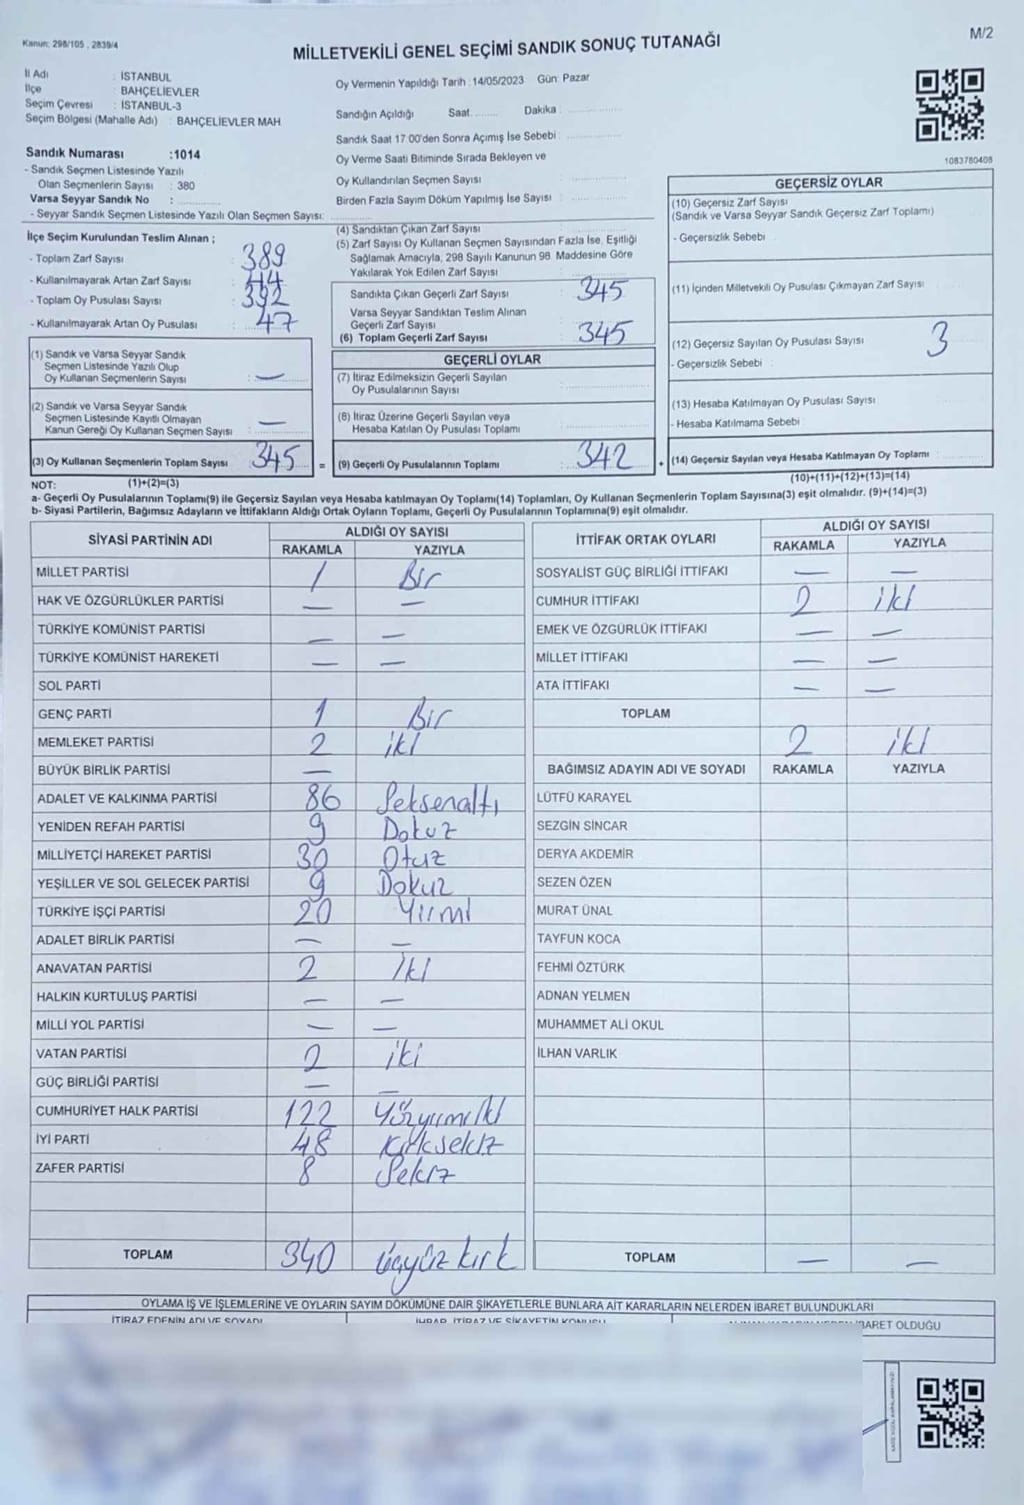 Kanun: 298/105 , 2839/4
M/2
MİLLETVEKİLİ GENEL SEÇİMİ SANDIK SONUÇ TUTANAĞI
İl Adı : İSTANBUL
İlçe : BAHÇELİEVLER
Seçim Çevresi : İSTANBUL-3
Seçim Bölgesi (Mahalle Adı) : BAHÇELİEVLER MAH
Sandık Numarası :1014
- Sandık Seçmen Listesinde Yazılı
Olan Seçmenlerin Sayısı : 380
Varsa Seyyar Sandık No :
- Seyyar Sandık Seçmen Listesinde Yazılı Olan Seçmen Sayısı:
Oy Vermenin Yapıldığı Tarih :14/05/2023 Gün: Pazar
Sandığın Açıldığı Saat Dakika
Sandık Saat 17:00'den Sonra Açımış İse Sebebi
Oy Verme Saati Bitiminde Sırada Bekleyen ve
Oy Kullandırılan Seçmen Sayısı
Birden Fazla Sayım Döküm Yapılmış İse Sayısı
1083780408
İlçe Seçim Kurulundan Teslim Alınan ;
- Toplam Zarf Sayısı : 389
- Kullanılmayarak Artan Zarf Sayısı : 44
- Toplam Oy Pusulası Sayısı : 392
- Kullanılmayarak Artan Oy Pusulası : 47
(4) Sandıktan Çıkan Zarf Sayısı
(5) Zarf Sayısı Oy Kullanan Seçmen Sayısından Fazla İse, Eşitliği
Sağlamak Amacıyla, 298 Sayılı Kanunun 98. Maddesine Göre
Yakılarak Yok Edilen Zarf Sayısı
Sandıkta Çıkan Geçerli Zarf Sayısı 345
Varsa Seyyar Sandıktan Teslim Alınan
Geçerli Zarf Sayısı
(6) Toplam Geçerli Zarf Sayısı 345
GEÇERSİZ OYLAR
(10) Geçersiz Zarf Sayısı
(Sandık ve Varsa Seyyar Sandık Geçersiz Zarf Toplamı)
- Geçersizlik Sebebi
(11) İçinden Milletvekili Oy Pusulası Çıkmayan Zarf Sayısı
(12) Geçersiz Sayılan Oy Pusulası Sayısı 3
- Geçersizlik Sebebi :
(13) Hesaba Katılmayan Oy Pusulası Sayısı
- Hesaba Katılmama Sebebi
(14) Geçersiz Sayılan veya Hesaba Katılmayan Oy Toplamı
(10)+(11)+(12)+(13)=(14)
(1) Sandık ve Varsa Seyyar Sandık
Seçmen Listesinde Yazılı Olup
Oy Kullanan Seçmenlerin Sayısı : —
(2) Sandık ve Varsa Seyyar Sandık
Seçmen Listesinde Kayıtlı Olmayan
Kanun Gereği Oy Kullanan Seçmen Sayısı : —
(3) Oy Kullanan Seçmenlerin Toplam Sayısı 345 =
(1)+(2)=(3)
GEÇERLİ OYLAR
(7) İtiraz Edilmeksizin Geçerli Sayılan
Oy Pusulalarının Sayısı
(8) İtiraz Üzerine Geçerli Sayılan veya
Hesaba Katılan Oy Pusulası Toplamı
(9) Geçerli Oy Pusulalarının Toplamı 342 +
NOT:
a- Geçerli Oy Pusulalarının Toplamı(9) ile Geçersiz Sayılan veya Hesaba katılmayan Oy Toplamı(14) Toplamları, Oy Kullanan Seçmenlerin Toplam Sayısına(3) eşit olmalıdır. (9)+(14)=(3)
b- Siyasi Partilerin, Bağımsız Adayların ve İttifakların Aldığı Ortak Oyların Toplamı, Geçerli Oy Pusulalarının Toplamına(9) eşit olmalıdır.
SİYASİ PARTİNİN ADI ALDIĞI OY SAYISI
RAKAMLA YAZIYLA
MİLLET PARTİSİ 1 Bir
HAK VE ÖZGÜRLÜKLER PARTİSİ — —
TÜRKİYE KOMÜNİST PARTİSİ — —
TÜRKİYE KOMÜNİST HAREKETİ — —
SOL PARTİ
GENÇ PARTİ 1 Bir
MEMLEKET PARTİSİ 2 iki
BÜYÜK BİRLİK PARTİSİ —
ADALET VE KALKINMA PARTİSİ 86 Seksenaltı
YENİDEN REFAH PARTİSİ 9 Dokuz
MİLLİYETÇİ HAREKET PARTİSİ 30 Otuz
YEŞİLLER VE SOL GELECEK PARTİSİ 9 Dokuz
TÜRKİYE İŞÇİ PARTİSİ 20 Yirmi
ADALET BİRLİK PARTİSİ — —
ANAVATAN PARTİSİ 2 İki
HALKIN KURTULUŞ PARTİSİ — —
MİLLİ YOL PARTİSİ — —
VATAN PARTİSİ 2 iki
GÜÇ BİRLİĞİ PARTİSİ — —
CUMHURİYET HALK PARTİSİ 122 Yüzyirmiiki
İYİ PARTİ 48 Kırksekiz
ZAFER PARTİSİ 8 Sekiz
TOPLAM 340 üçyüz kırk
İTTİFAK ORTAK OYLARI ALDIĞI OY SAYISI
RAKAMLA YAZIYLA
SOSYALİST GÜÇ BİRLİĞİ İTTİFAKI — —
CUMHUR İTTİFAKI 2 iki
EMEK VE ÖZGÜRLÜK İTTİFAKI — —
MİLLET İTTİFAKI — —
ATA İTTİFAKI — —
TOPLAM
2 iki
BAĞIMSIZ ADAYIN ADI VE SOYADI RAKAMLA YAZIYLA
LÜTFÜ KARAYEL
SEZGİN SİNCAR
DERYA AKDEMİR
SEZEN ÖZEN
MURAT ÜNAL
TAYFUN KOCA
FEHMİ ÖZTÜRK
ADNAN YELMEN
MUHAMMET ALİ OKUL
İLHAN VARLIK
TOPLAM — —
OYLAMA İŞ VE İŞLEMLERİNE VE OYLARIN SAYIM DÖKÜMÜNE DAİR ŞİKAYETLERLE BUNLARA AİT KARARLARIN NELERDEN İBARET BULUNDUKLARI
İTİRAZ EDENİN ADI VE SOYADI İHBAR, İTİRAZ VE ŞİKAYETİN KONUSU İBARET OLDUĞU